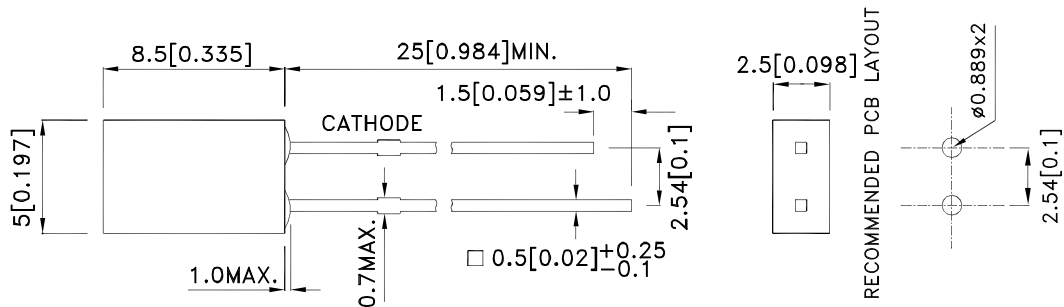 8.5[0.335]
25[0.984]MIN.
1.5[0.059]±1.0
CATHODE
5[0.197]
2.54[0.1]
1.0MAX.
0.7MAX.
□ 0.5[0.02]+0.25 −0.1
2.5[0.098]
RECOMMENDED PCB LAYOUT
ø0.889x2
2.54[0.1]